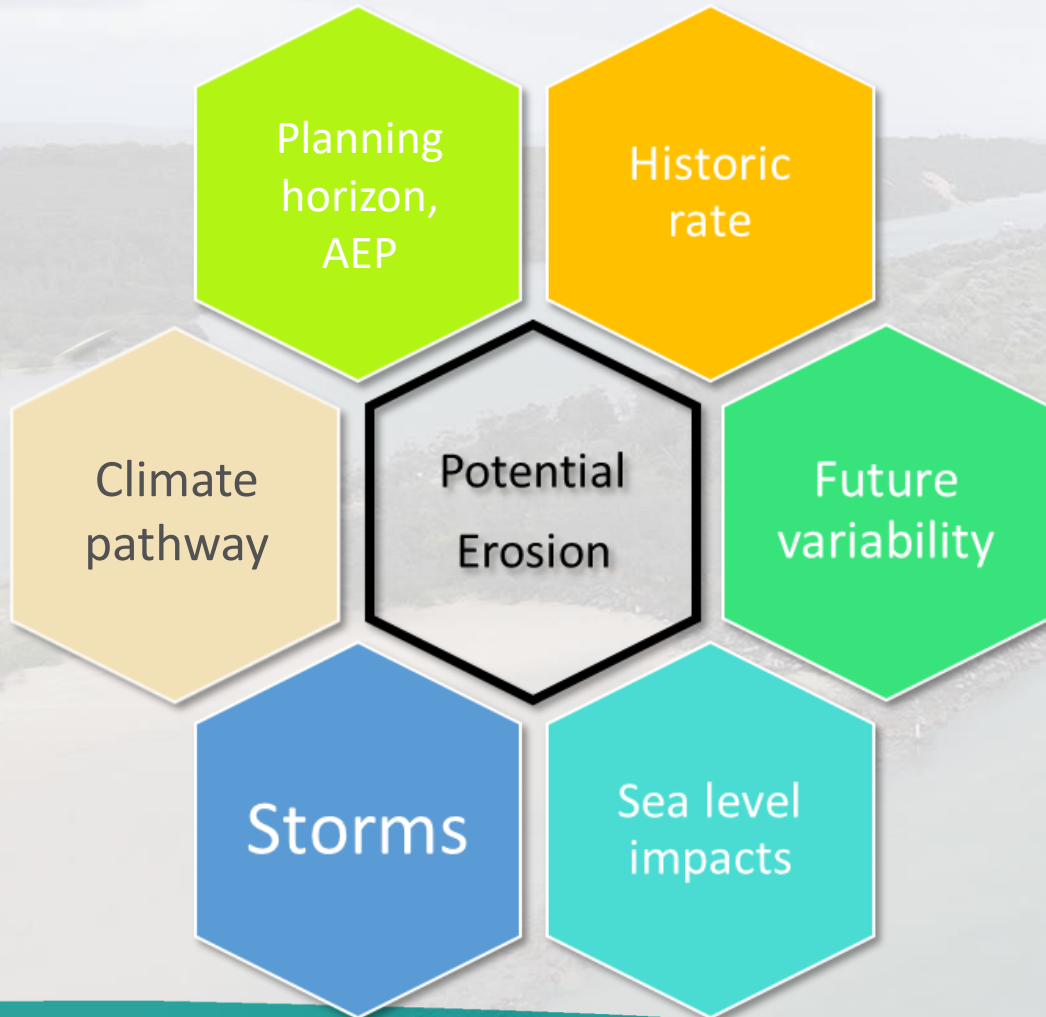 Planning
horizon,
AEP
Historic
rate
Climate
pathway
Potential
Erosion
Future
variability
Storms
Sea level
impacts